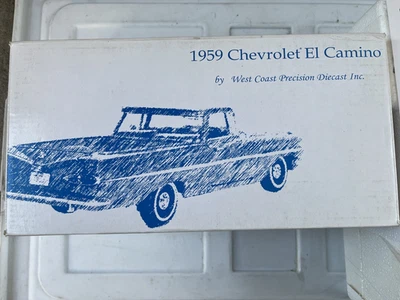 1959 Chevrolet El Camino
by West Coast Precision Diecast Inc.